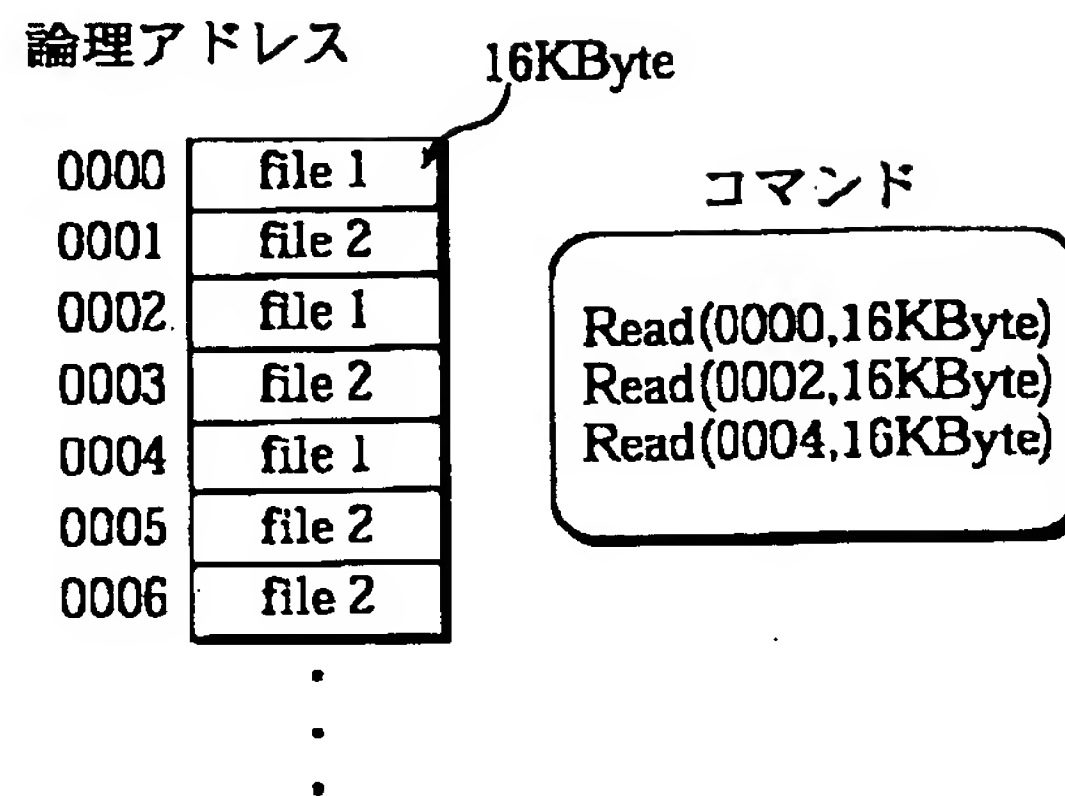 論理アドレス
16KByte
0000 file 1
0001 file 2
0002 file 1
0003 file 2
0004 file 1
0005 file 2
0006 file 2
コマンド
Read(0000,16KByte)
Read(0002,16KByte)
Read(0004,16KByte)